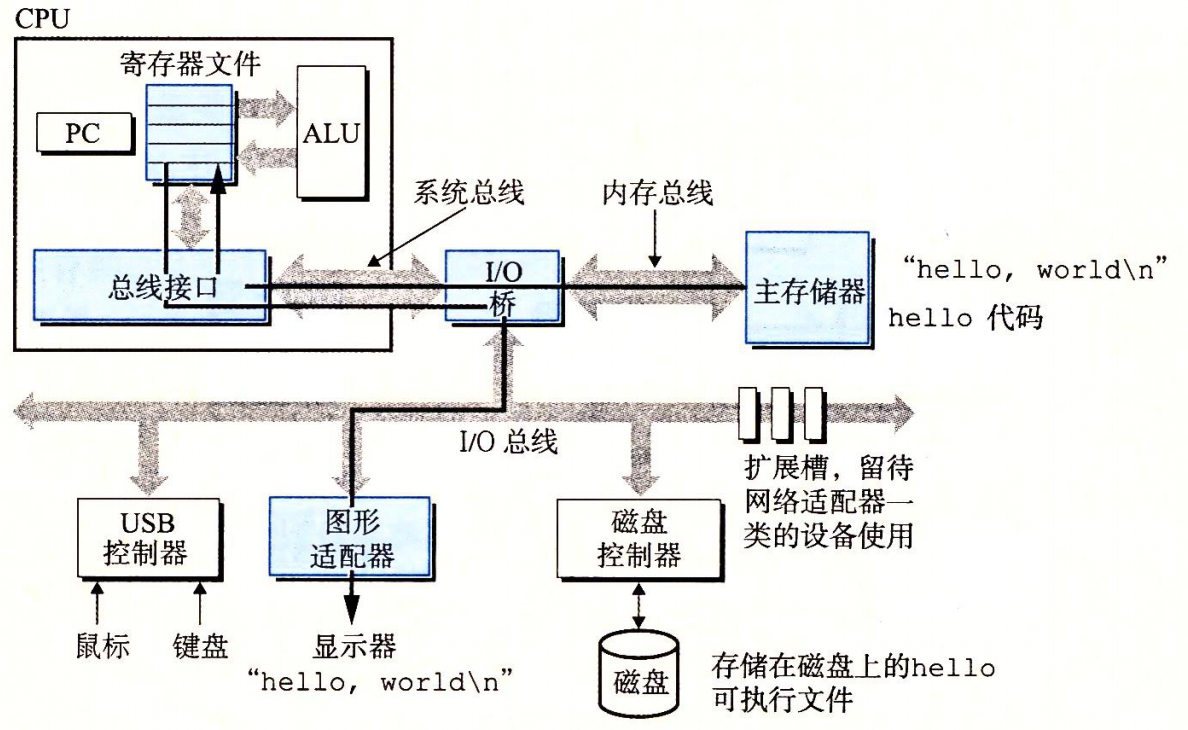 CPU
寄存器文件
PC
ALU
系统总线
内存总线
总线接口
I/O
桥
主存储器
“hello, world\n”
hello 代码
I/O 总线
扩展槽，留待
网络适配器一
类的设备使用
USB
控制器
图形
适配器
磁盘
控制器
鼠标
键盘
显示器
“hello, world\n”
磁盘
存储在磁盘上的hello
可执行文件